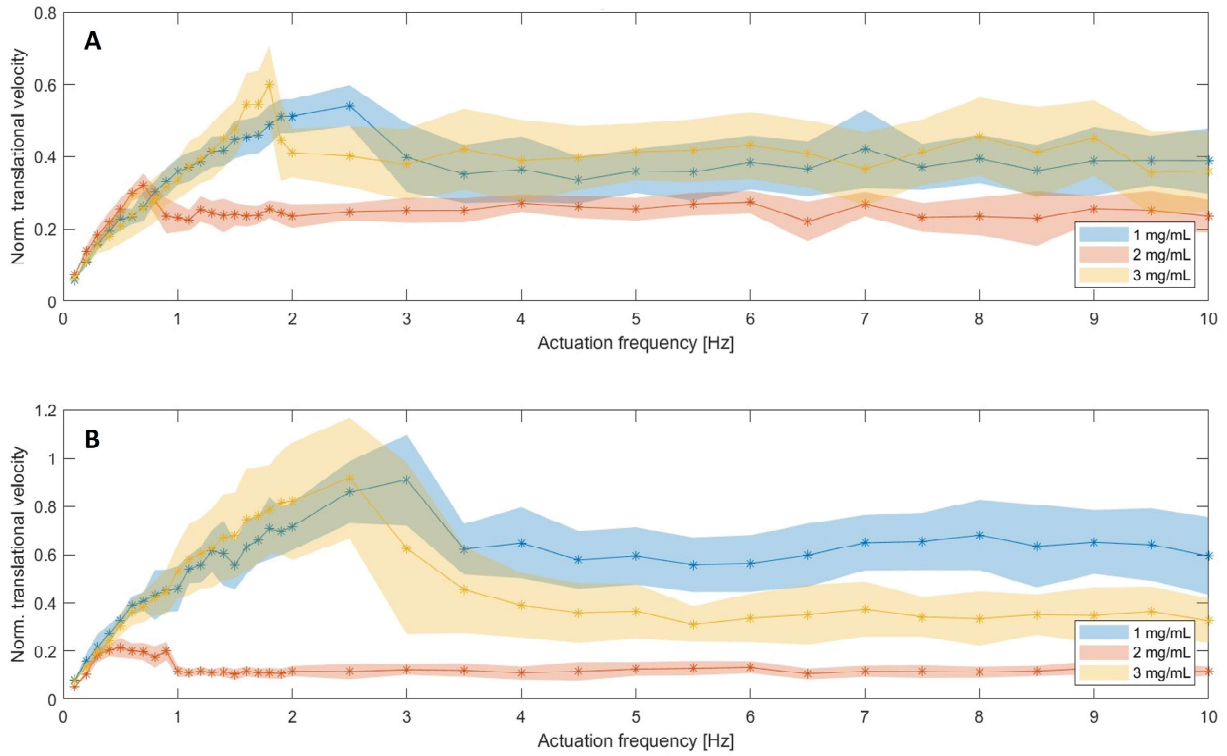 A
0.8
0.6
0.4
0.2
0
Norm. translational velocity
0 1 2 3 4 5 6 7 8 9 10
Actuation frequency [Hz]
1 mg/mL
2 mg/mL
3 mg/mL
B
1.2
1
0.8
0.6
0.4
0.2
0
Norm. translational velocity
0 1 2 3 4 5 6 7 8 9 10
Actuation frequency [Hz]
1 mg/mL
2 mg/mL
3 mg/mL